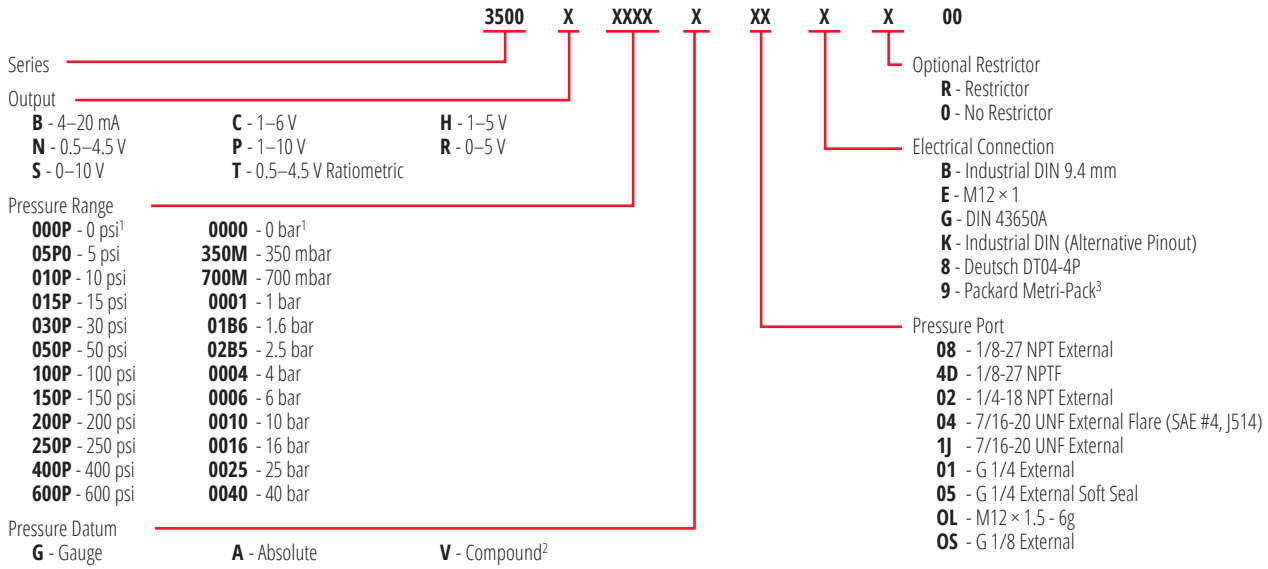 3500 X XXXX X XX X X 00
Series
Output
B - 4–20 mA C - 1–6 V H - 1–5 V
N - 0.5–4.5 V P - 1–10 V R - 0–5 V
S - 0–10 V T - 0.5–4.5 V Ratiometric
Pressure Range
000P - 0 psi¹ 0000 - 0 bar¹
05P0 - 5 psi 350M - 350 mbar
010P - 10 psi 700M - 700 mbar
015P - 15 psi 0001 - 1 bar
030P - 30 psi 01B6 - 1.6 bar
050P - 50 psi 02B5 - 2.5 bar
100P - 100 psi 0004 - 4 bar
150P - 150 psi 0006 - 6 bar
200P - 200 psi 0010 - 10 bar
250P - 250 psi 0016 - 16 bar
400P - 400 psi 0025 - 25 bar
600P - 600 psi 0040 - 40 bar
Pressure Datum
G - Gauge A - Absolute V - Compound²
Optional Restrictor
R - Restrictor
0 - No Restrictor
Electrical Connection
B - Industrial DIN 9.4 mm
E - M12 × 1
G - DIN 43650A
K - Industrial DIN (Alternative Pinout)
8 - Deutsch DT04-4P
9 - Packard Metri-Pack³
Pressure Port
08 - 1/8-27 NPT External
4D - 1/8-27 NPTF
02 - 1/4-18 NPT External
04 - 7/16-20 UNF External Flare (SAE #4, J514)
1J - 7/16-20 UNF External
01 - G 1/4 External
05 - G 1/4 External Soft Seal
OL - M12 × 1.5 - 6g
OS - G 1/8 External